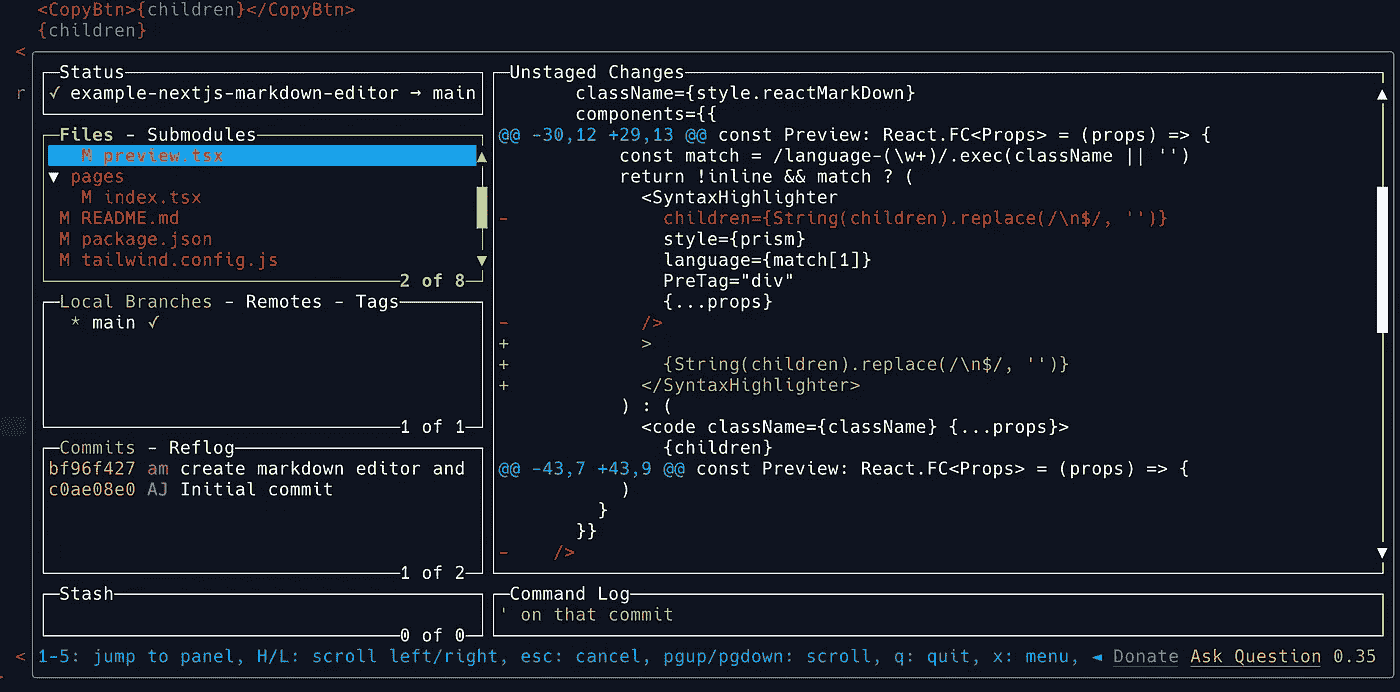 <CopyBtn>{children}</CopyBtn>
{children}
<
r
Status
✓ example-nextjs-markdown-editor → main
Files - Submodules
M preview.tsx
▼ pages
M index.tsx
M README.md
M package.json
M tailwind.config.js
2 of 8
Local Branches - Remotes - Tags
* main ✓
1 of 1
Commits - Reflog
bf96f427 am create markdown editor and
c0ae08e0 AJ Initial commit
1 of 2
Stash
0 of 0
Unstaged Changes
className={style.reactMarkDown}
components={{
@@ -30,12 +29,13 @@ const Preview: React.FC<Props> = (props) => {
const match = /language-(\w+)/.exec(className || '')
return !inline && match ? (
<SyntaxHighlighter
- children={String(children).replace(/\n$/, '')}
style={prism}
language={match[1]}
PreTag="div"
{...props}
- />
+ >
+ {String(children).replace(/\n$/, '')}
+ </SyntaxHighlighter>
) : (
<code className={className} {...props}>
{children}
@@ -43,7 +43,9 @@ const Preview: React.FC<Props> = (props) => {
)
}
}}
- />
Command Log
' on that commit
< 1-5: jump to panel, H/L: scroll left/right, esc: cancel, pgup/pgdown: scroll, q: quit, x: menu, ◄ Donate Ask Question 0.35